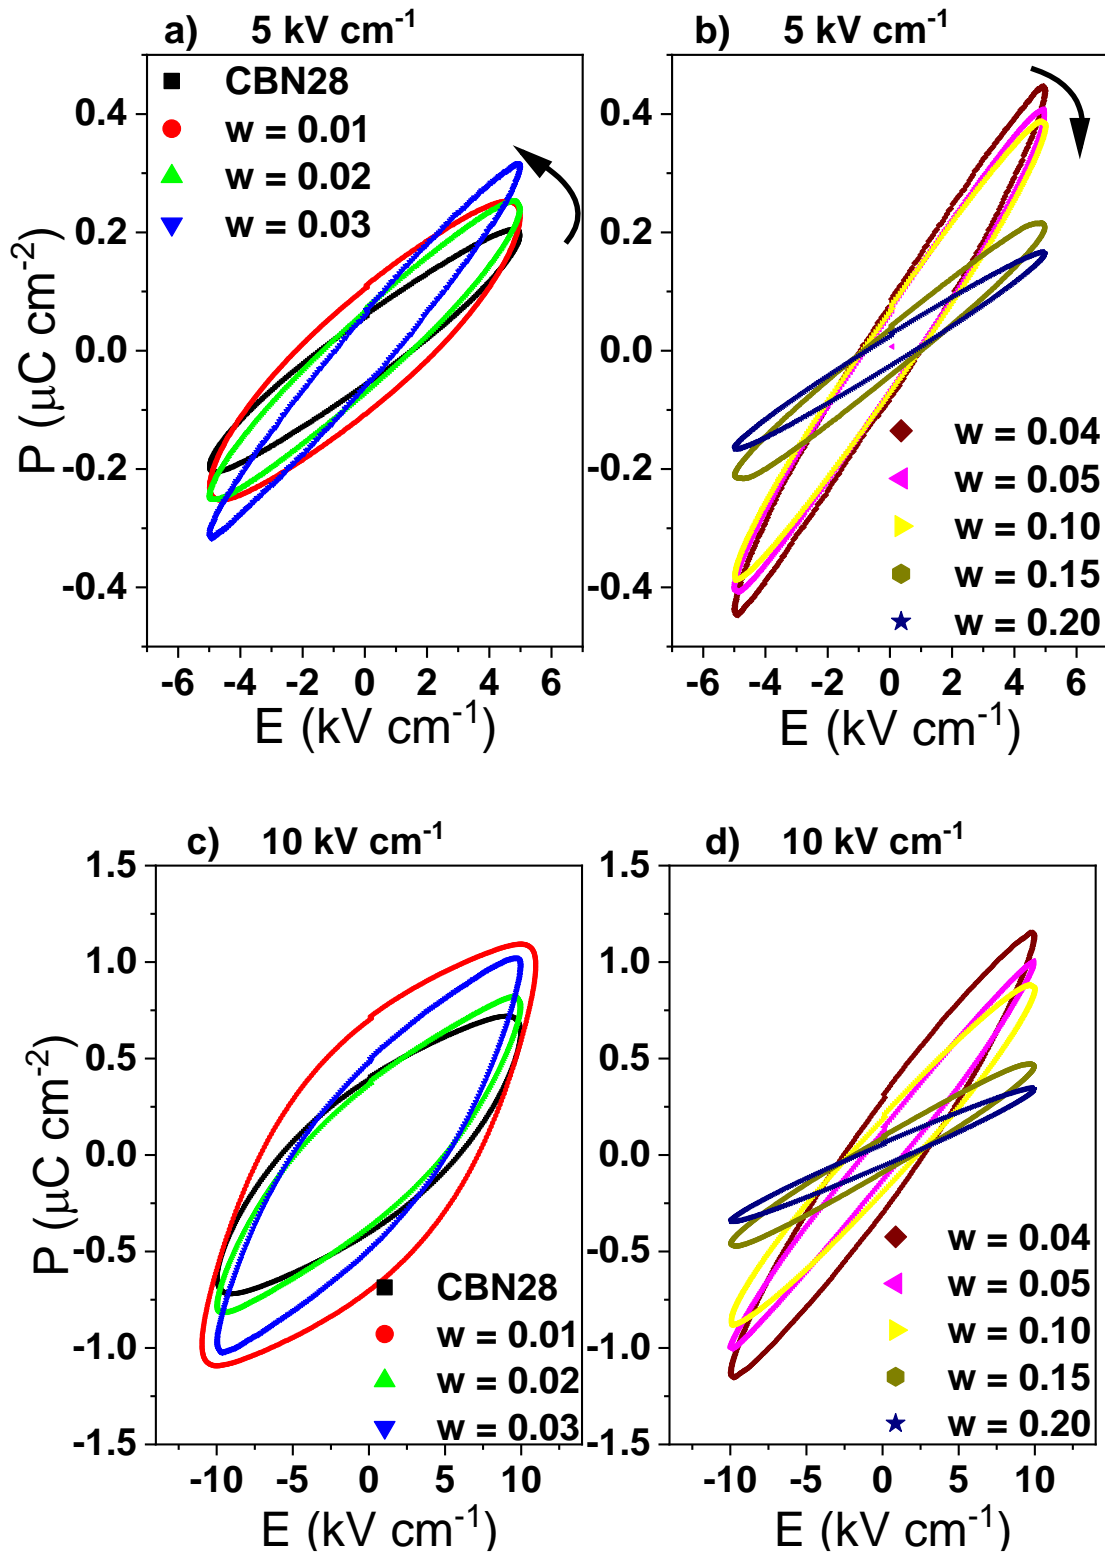 a) 5 kV cm⁻¹
CBN28
w = 0.01
w = 0.02
w = 0.03
0.4
0.2
0.0
-0.2
-0.4
P (μC cm⁻²)
-6 -4 -2 0 2 4 6
E (kV cm⁻¹)
b) 5 kV cm⁻¹
0.4
0.2
0.0
-0.2
-0.4
w = 0.04
w = 0.05
w = 0.10
w = 0.15
w = 0.20
-6 -4 -2 0 2 4 6
E (kV cm⁻¹)
c) 10 kV cm⁻¹
1.5
1.0
0.5
0.0
-0.5
-1.0
-1.5
P (μC cm⁻²)
CBN28
w = 0.01
w = 0.02
w = 0.03
-10 -5 0 5 10
E (kV cm⁻¹)
d) 10 kV cm⁻¹
1.5
1.0
0.5
0.0
-0.5
-1.0
-1.5
w = 0.04
w = 0.05
w = 0.10
w = 0.15
w = 0.20
-10 -5 0 5 10
E (kV cm⁻¹)